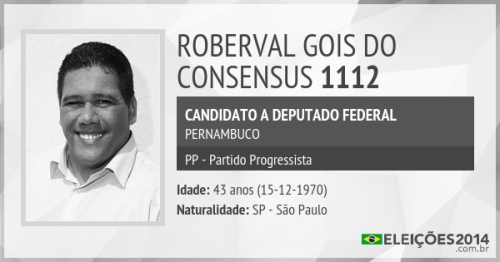 ROBERVAL GOIS DO
CONSENSUS 1112
CANDIDATO A DEPUTADO FEDERAL
PERNAMBUCO
PP - Partido Progressista
Idade: 43 anos (15-12-1970)
Naturalidade: SP - São Paulo
ELEIÇÕES2014
.com.br